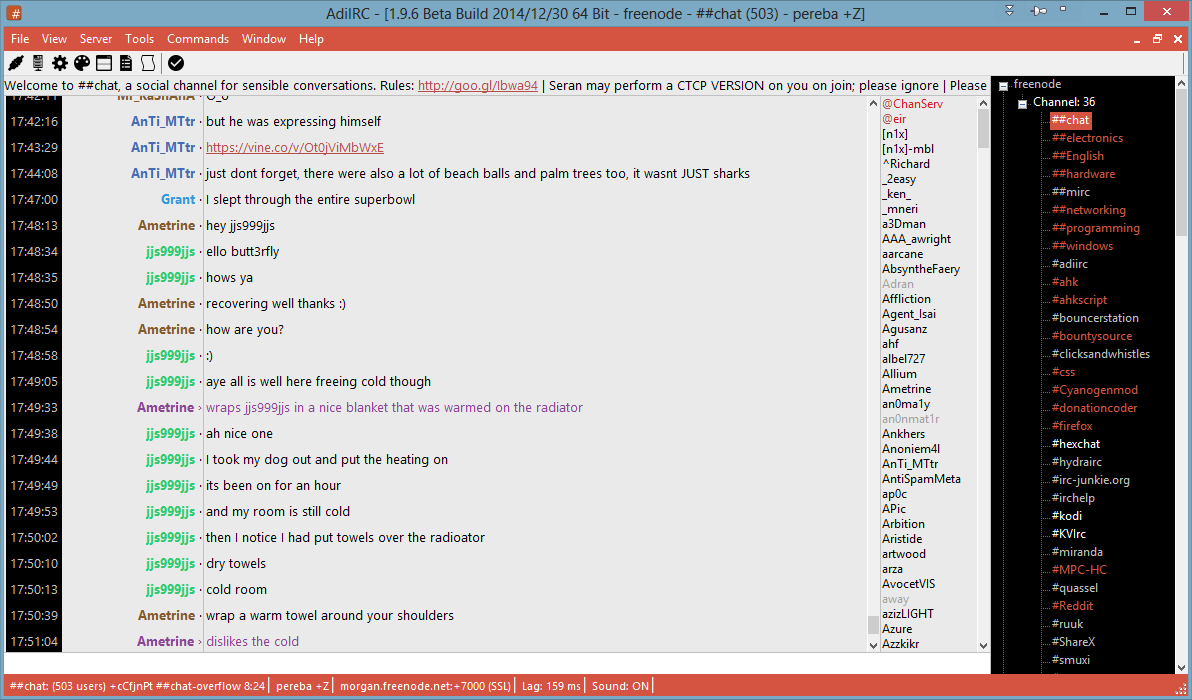 AdiIRC - [1.9.6 Beta Build 2014/12/30 64 Bit - freenode - ##chat (503) - pereba +Z]
File View Server Tools Commands Window Help
Welcome to ##chat, a social channel for sensible conversations. Rules: http://goo.gl/Ibwa94 | Seran may perform a CTCP VERSION on you on join; please ignore | Please
17:42:16 AnTi_MTtr · but he was expressing himself
17:43:29 AnTi_MTtr · https://vine.co/v/Ot0jViMbWxE
17:44:08 AnTi_MTtr · just dont forget, there were also a lot of beach balls and palm trees too, it wasnt JUST sharks
17:47:00 Grant · I slept through the entire superbowl
17:48:13 Ametrine · hey jjs999jjs
17:48:34 jjs999jjs · ello butt3rfly
17:48:35 jjs999jjs · hows ya
17:48:50 Ametrine · recovering well thanks :)
17:48:54 Ametrine · how are you?
17:48:58 jjs999jjs · :)
17:49:05 jjs999jjs · aye all is well here freeing cold though
17:49:33 Ametrine › wraps jjs999jjs in a nice blanket that was warmed on the radiator
17:49:38 jjs999jjs · ah nice one
17:49:44 jjs999jjs · I took my dog out and put the heating on
17:49:49 jjs999jjs · its been on for an hour
17:49:53 jjs999jjs · and my room is still cold
17:50:02 jjs999jjs · then I notice I had put towels over the radioator
17:50:10 jjs999jjs · dry towels
17:50:13 jjs999jjs · cold room
17:50:39 Ametrine · wrap a warm towel around your shoulders
17:51:04 Ametrine › dislikes the cold
@ChanServ
@eir
[n1x]
[n1x]-mbl
^Richard
_2easy
_ken_
_mneri
a3Dman
AAA_awright
aarcane
AbsyntheFaery
Adran
Affliction
Agent_Isai
Agusanz
ahf
albel727
Allium
Ametrine
an0ma1y
an0nmat1r
Ankhers
Anoniem4l
AnTi_MTtr
AntiSpamMeta
ap0c
APic
Arbition
Aristide
artwood
arza
AvocetVIS
away
azizLIGHT
Azure
Azzkikr
freenode
Channel: 36
##chat
##electronics
##English
##hardware
##mirc
##networking
##programming
##windows
#adiirc
#ahk
#ahkscript
#bouncerstation
#bountysource
#clicksandwhistles
#css
#Cyanogenmod
#donationcoder
#firefox
#hexchat
#hydrairc
#irc-junkie.org
#irchelp
#kodi
#KVIrc
#miranda
#MPC-HC
#quassel
#Reddit
#ruuk
#ShareX
#smuxi
##chat: (503 users) +cCfjnPt ##chat-overflow 8:24 | pereba +Z | morgan.freenode.net:+7000 (SSL) | Lag: 159 ms | Sound: ON |